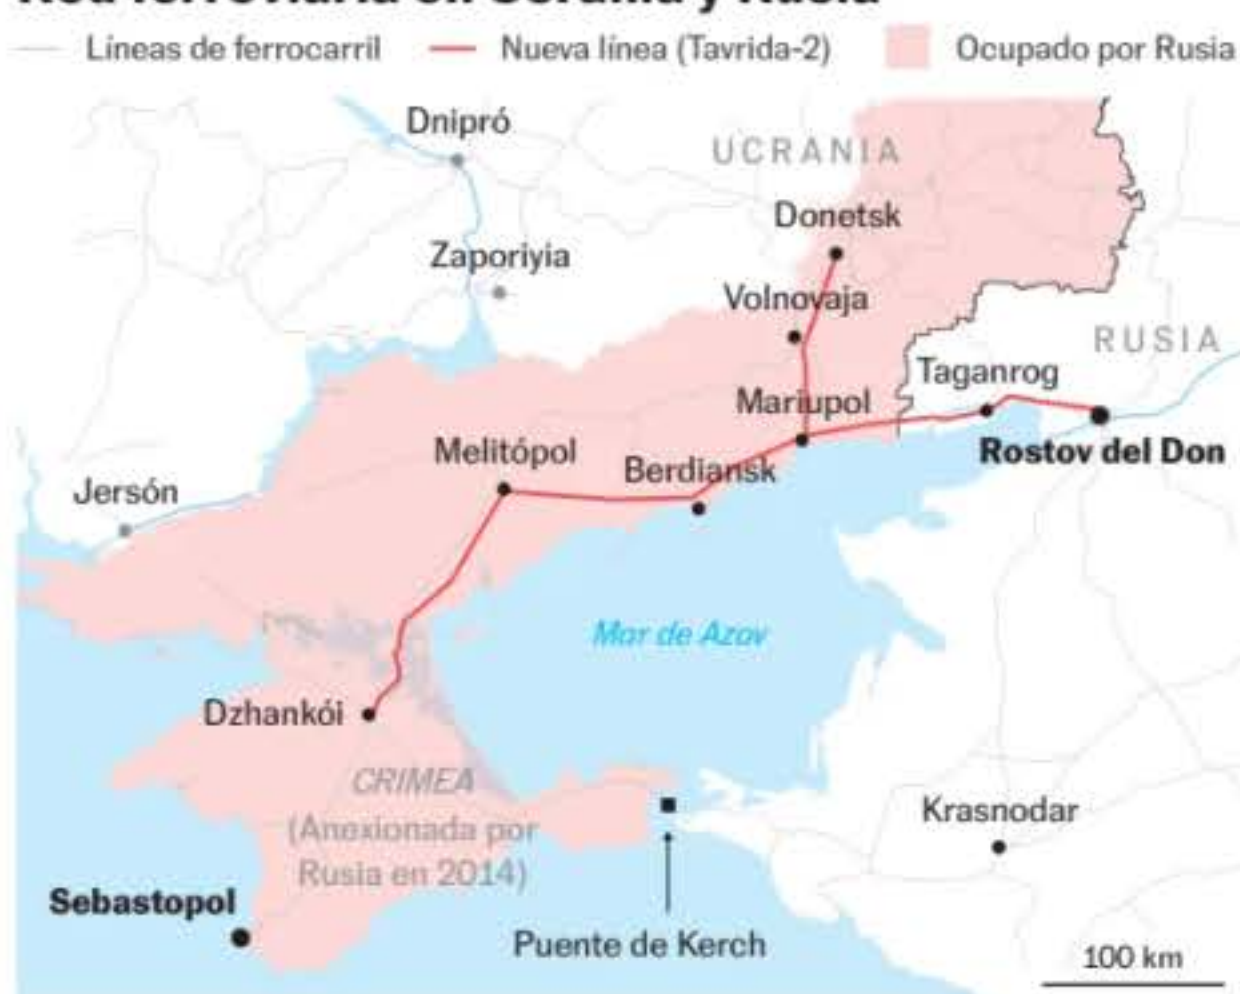 Líneas de ferrocarril
Nueva línea (Tavrida-2)
Ocupado por Rusia
Dnipró
UCRANIA
Donetsk
Zaporiyia
Volnovaja
RUSIA
Taganrog
Mariupol
Rostov del Don
Melitópol
Berdiansk
Jersón
Mar de Azov
Dzhankói
CRIMEA
(Anexionada por
Rusia en 2014)
Krasnodar
Sebastopol
Puente de Kerch
100 km